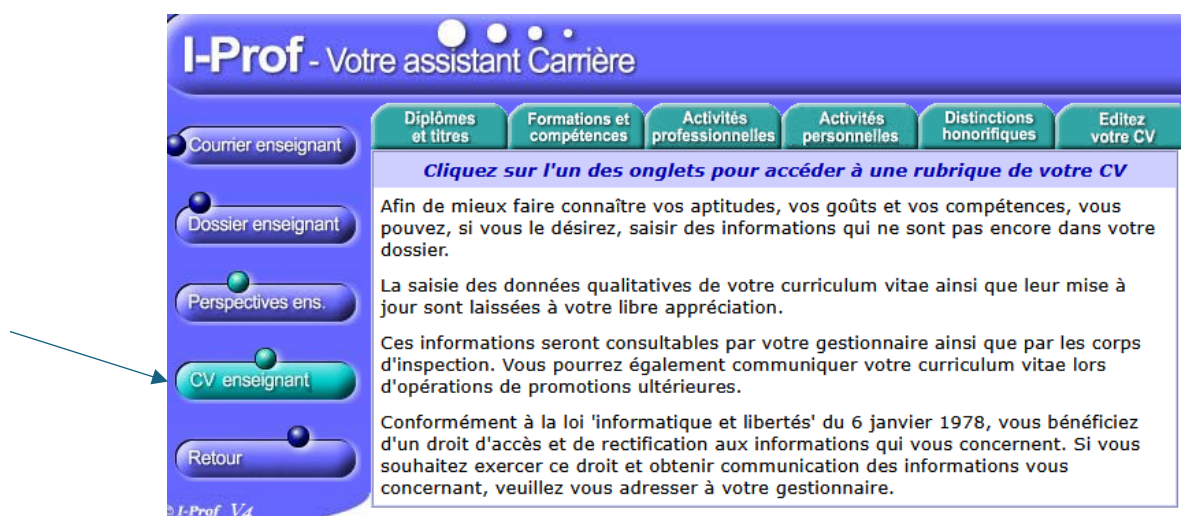 I-Prof - Votre assistant Carrière
Diplômes et titres
Formations et compétences
Activités professionnelles
Activités personnelles
Distinctions honorifiques
Editez votre CV
Courrier enseignant
Dossier enseignant
Perspectives ens.
CV enseignant
Retour
© I-Prof V4
Cliquez sur l'un des onglets pour accéder à une rubrique de votre CV
Afin de mieux faire connaître vos aptitudes, vos goûts et vos compétences, vous
pouvez, si vous le désirez, saisir des informations qui ne sont pas encore dans votre
dossier.
La saisie des données qualitatives de votre curriculum vitae ainsi que leur mise à
jour sont laissées à votre libre appréciation.
Ces informations seront consultables par votre gestionnaire ainsi que par les corps
d'inspection. Vous pourrez également communiquer votre curriculum vitae lors
d'opérations de promotions ultérieures.
Conformément à la loi 'informatique et libertés' du 6 janvier 1978, vous bénéficiez
d'un droit d'accès et de rectification aux informations qui vous concernent. Si vous
souhaitez exercer ce droit et obtenir communication des informations vous
concernant, veuillez vous adresser à votre gestionnaire.